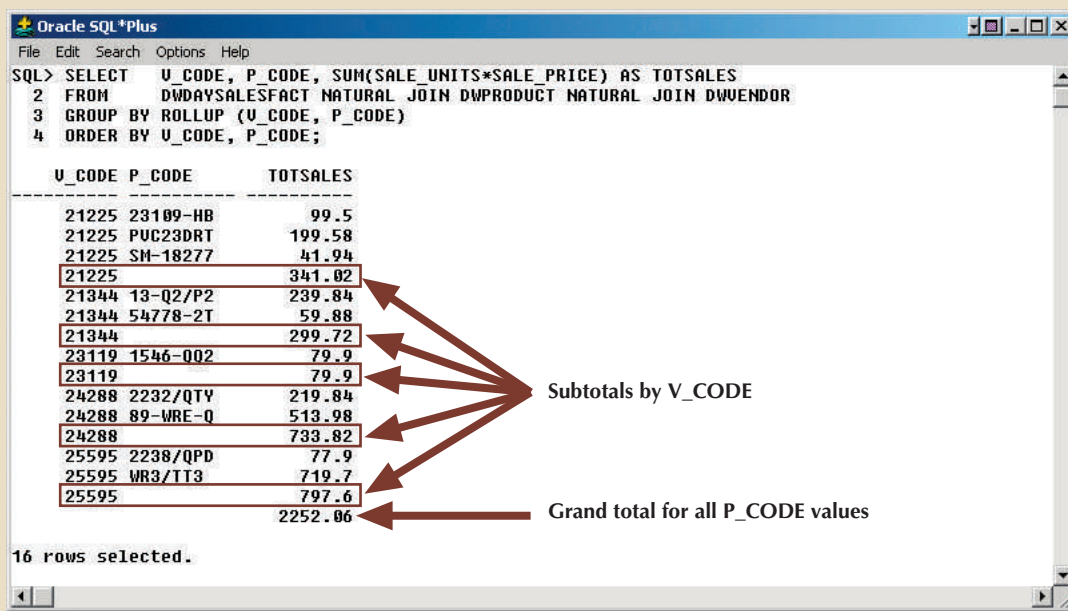 Oracle SQL*Plus
File Edit Search Options Help
SQL> SELECT V_CODE, P_CODE, SUM(SALE_UNITS*SALE_PRICE) AS TOTSALES
2 FROM DWDAYSALESFACT NATURAL JOIN DWPRODUCT NATURAL JOIN DWVENDOR
3 GROUP BY ROLLUP (V_CODE, P_CODE)
4 ORDER BY V_CODE, P_CODE;
V_CODE P_CODE TOTSALES
---------- ---------- ----------
21225 23109-HB 99.5
21225 PVC23DRT 199.58
21225 SM-18277 41.94
21225 341.02
21344 13-Q2/P2 239.84
21344 54778-2T 59.88
21344 299.72
23119 1546-QQ2 79.9
23119 79.9
24288 2232/QTY 219.84
24288 89-WRE-Q 513.98
24288 733.82
25595 2238/QPD 77.9
25595 WR3/TT3 719.7
25595 797.6
2252.06
Subtotals by V_CODE
Grand total for all P_CODE values
16 rows selected.